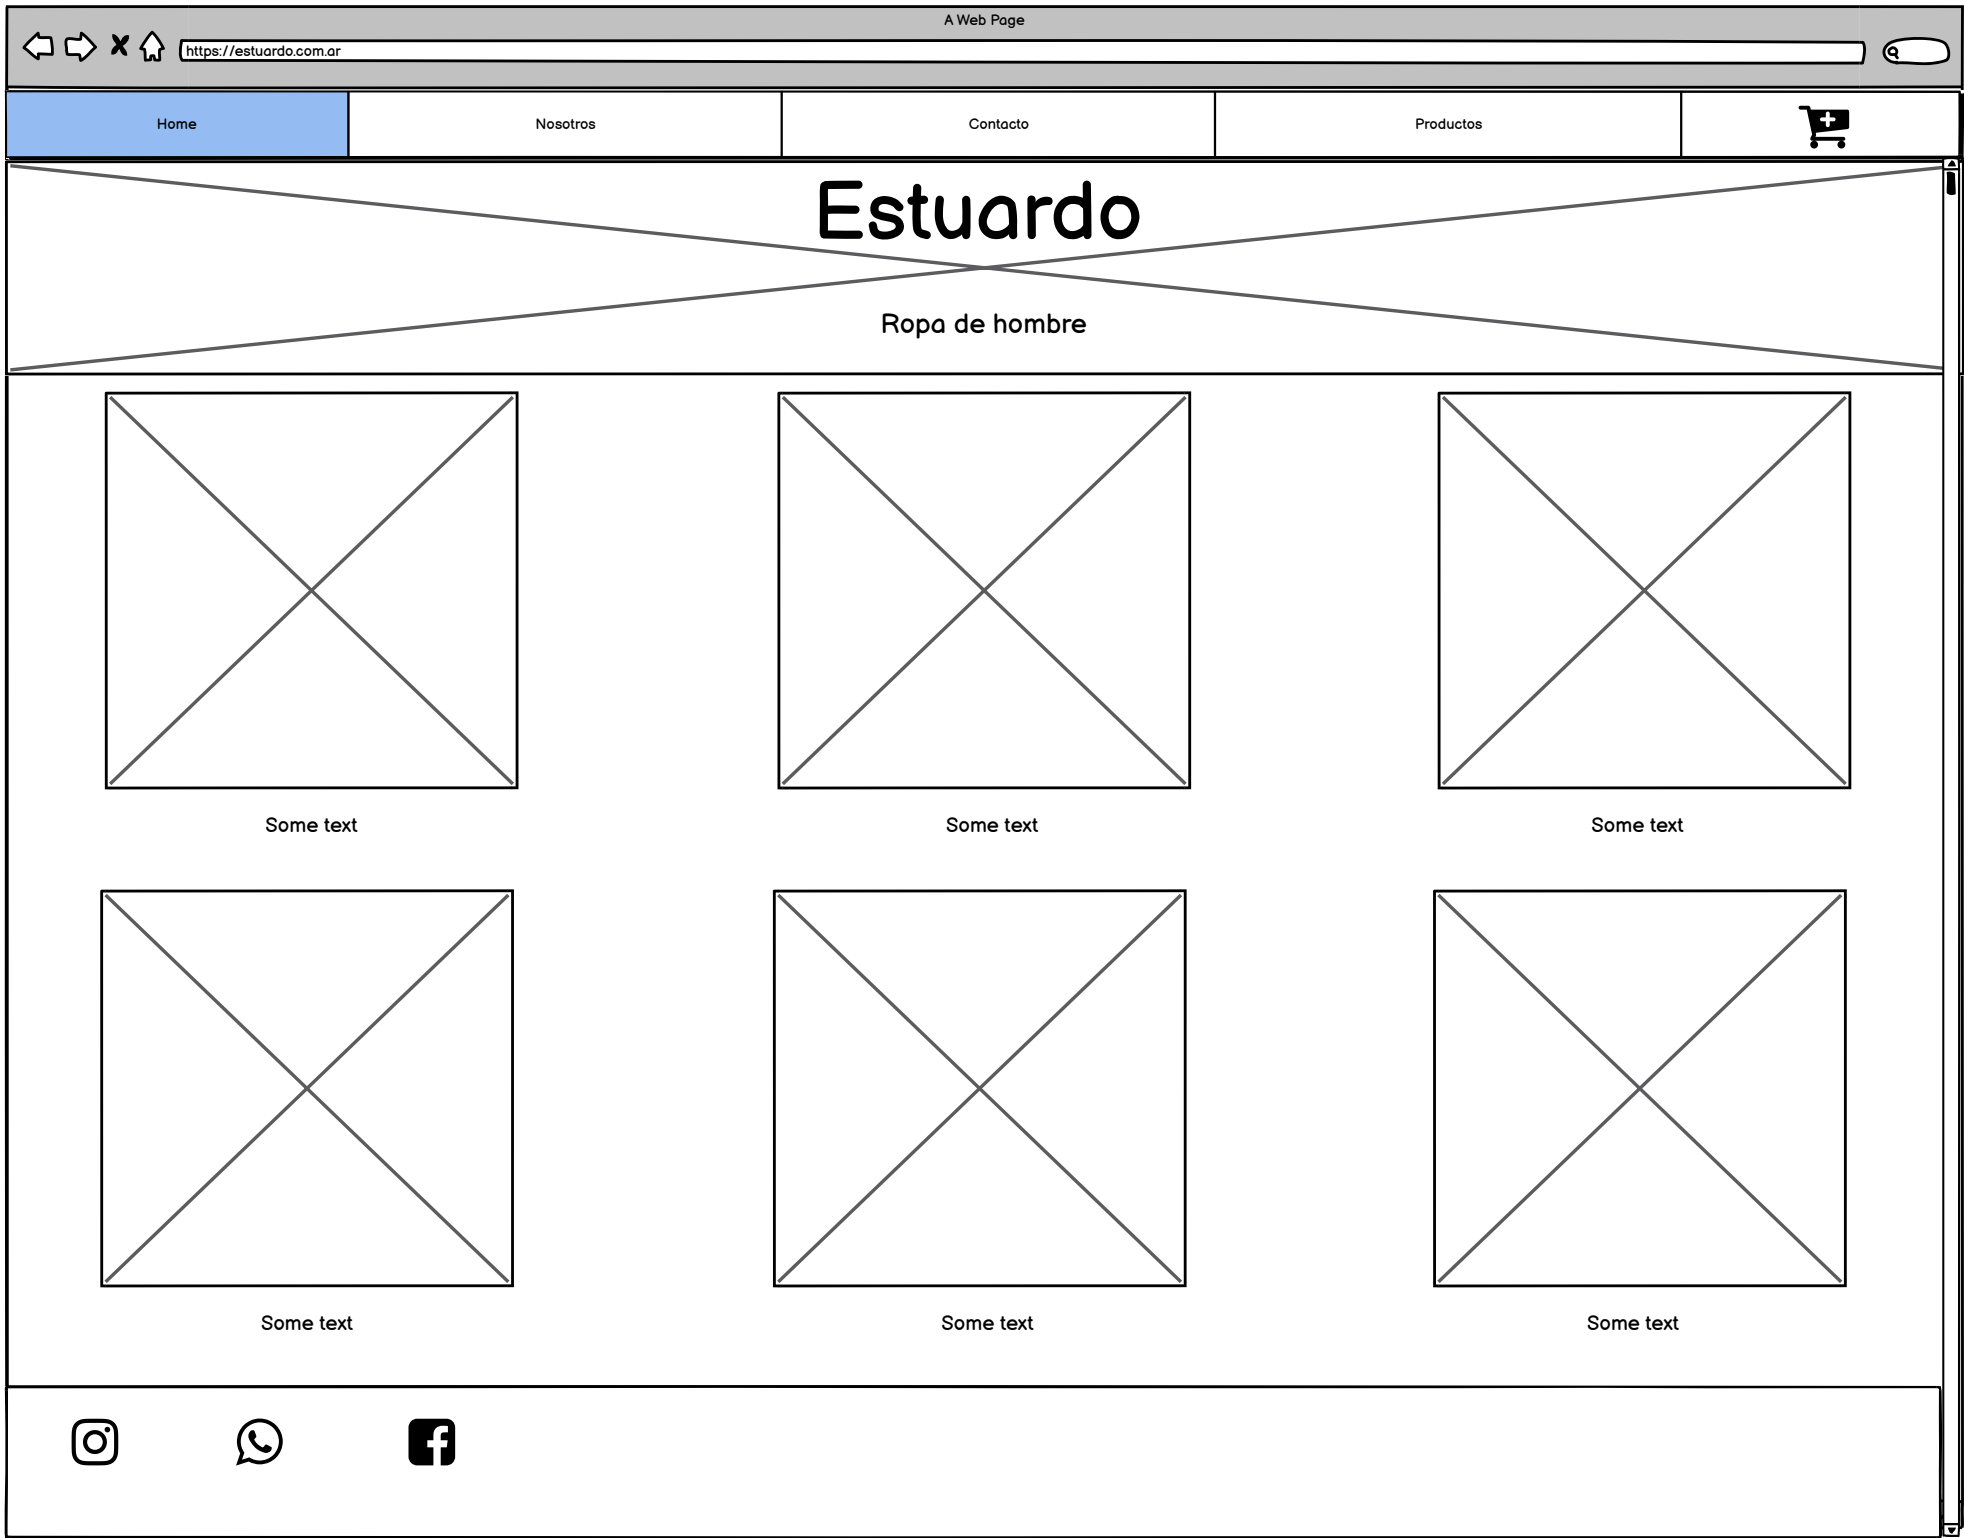 A Web Page
https://estuardo.com.ar
Home Nosotros Contacto Productos
Estuardo
Ropa de hombre
Some text Some text Some text
Some text Some text Some text